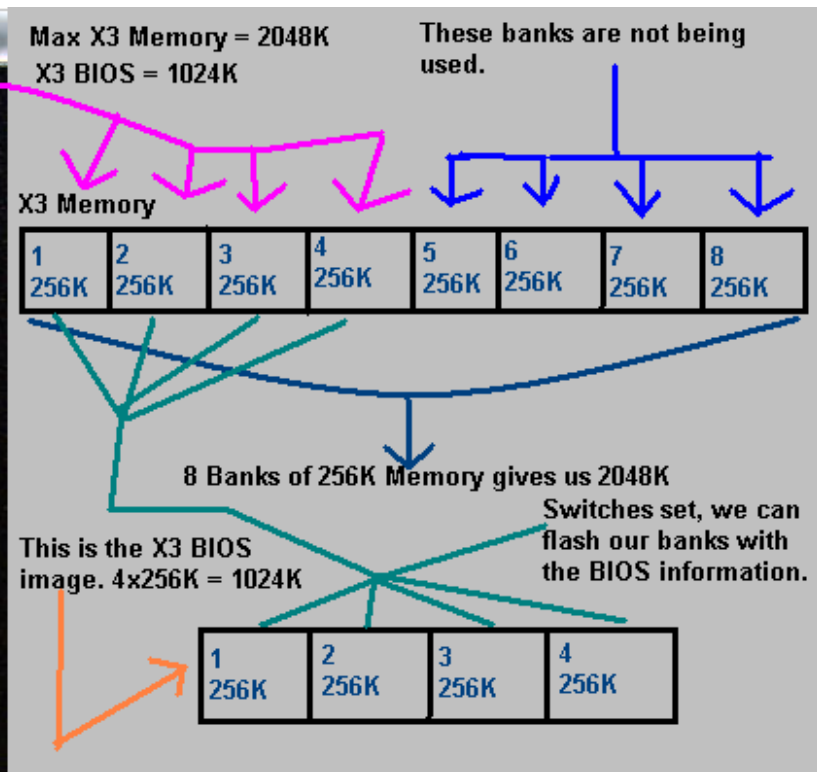 Max X3 Memory = 2048K
X3 BIOS = 1024K
These banks are not being
used.
X3 Memory
1
256K
2
256K
3
256K
4
256K
5
256K
6
256K
7
256K
8
256K
8 Banks of 256K Memory gives us 2048K
Switches set, we can
flash our banks with
the BIOS information.
This is the X3 BIOS
image. 4x256K = 1024K
1
256K
2
256K
3
256K
4
256K